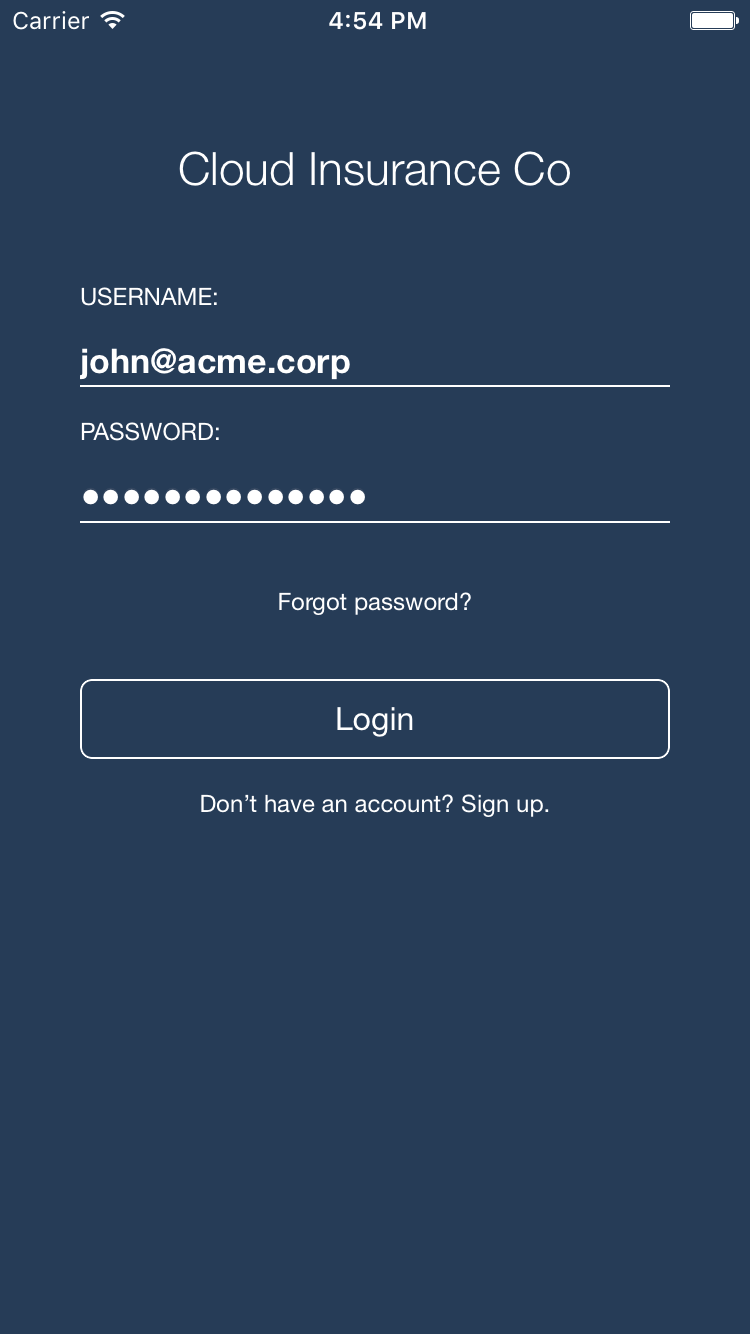 Carrier 4:54 PM
Cloud Insurance Co
USERNAME:
john@acme.corp
PASSWORD:
●●●●●●●●●●●●●●
Forgot password?
Login
Don’t have an account? Sign up.